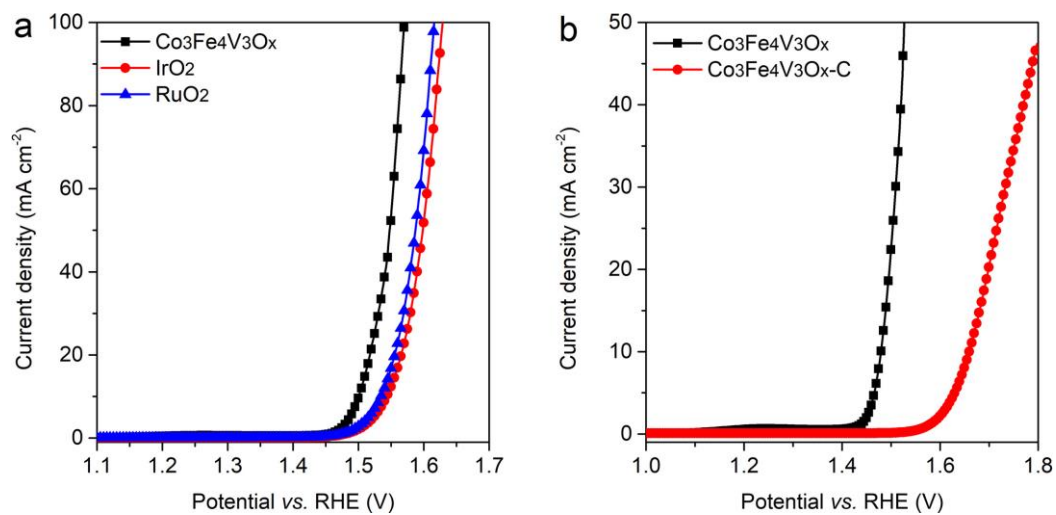 a
Co3Fe4V3Ox
IrO2
RuO2
Current density (mA cm-2)
100
80
60
40
20
0
1.1 1.2 1.3 1.4 1.5 1.6 1.7
Potential vs. RHE (V)
b
Co3Fe4V3Ox
Co3Fe4V3Ox-C
Current density (mA cm-2)
50
40
30
20
10
0
1.0 1.2 1.4 1.6 1.8
Potential vs. RHE (V)